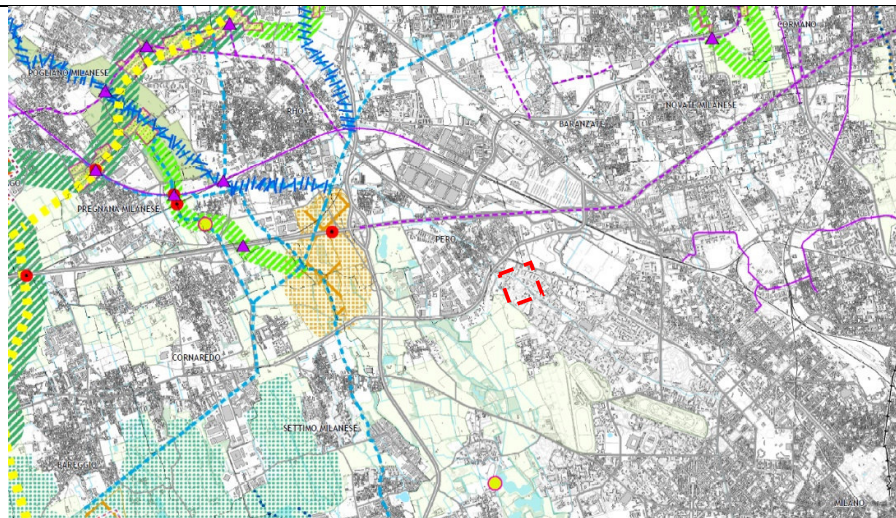 CORMANO
POGLIANO MILANESE
RHO
NOVATE MILANESE
BARANZATE
PREGNANA MILANESE
PERO
CORNAREDO
SETTIMO MILANESE
BAREGGIO
MILANO